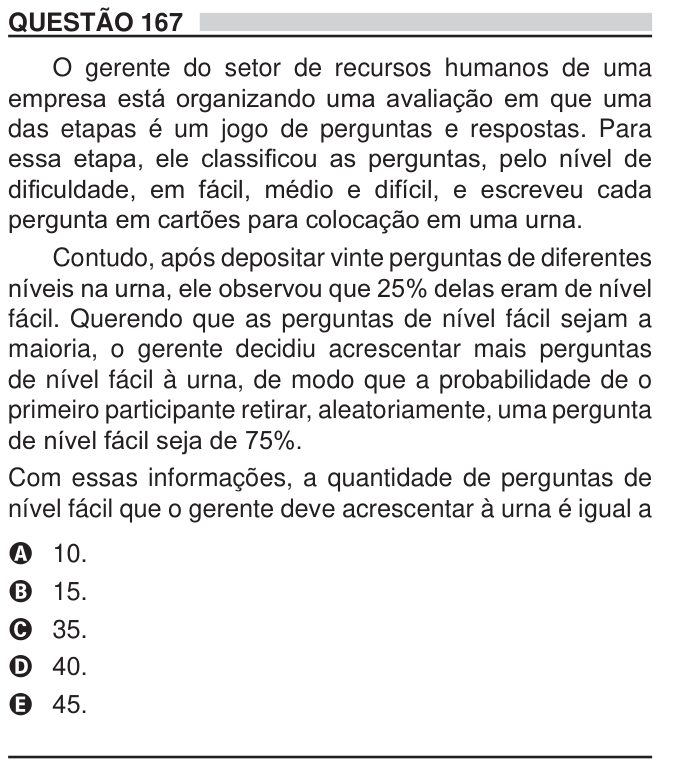 QUESTÃO 167
O gerente do setor de recursos humanos de uma
empresa está organizando uma avaliação em que uma
das etapas é um jogo de perguntas e respostas. Para
essa etapa, ele classificou as perguntas, pelo nível de
dificuldade, em fácil, médio e difícil, e escreveu cada
pergunta em cartões para colocação em uma urna.
Contudo, após depositar vinte perguntas de diferentes
níveis na urna, ele observou que 25% delas eram de nível
fácil. Querendo que as perguntas de nível fácil sejam a
maioria, o gerente decidiu acrescentar mais perguntas
de nível fácil à urna, de modo que a probabilidade de o
primeiro participante retirar, aleatoriamente, uma pergunta
de nível fácil seja de 75%.
Com essas informações, a quantidade de perguntas de
nível fácil que o gerente deve acrescentar à urna é igual a
A 10.
B 15.
C 35.
D 40.
E 45.